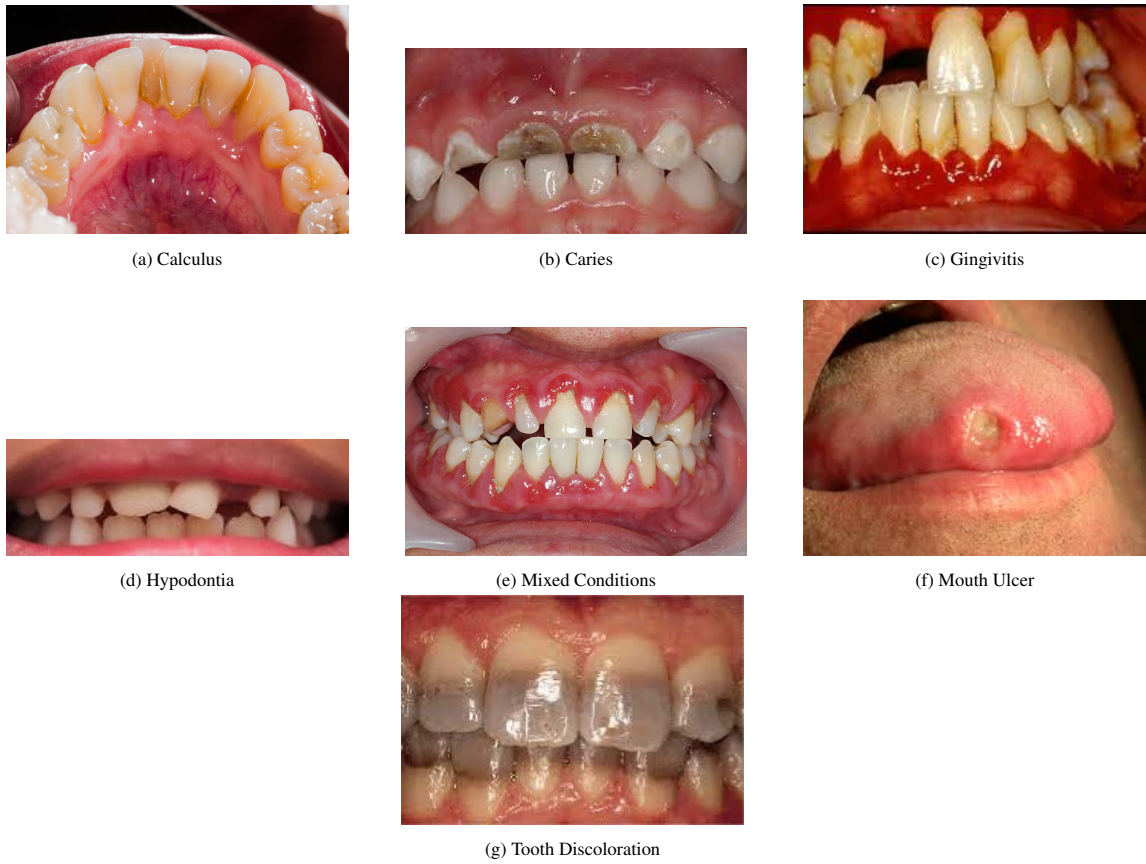 (a) Calculus
(b) Caries
(c) Gingivitis
(d) Hypodontia
(e) Mixed Conditions
(f) Mouth Ulcer
(g) Tooth Discoloration